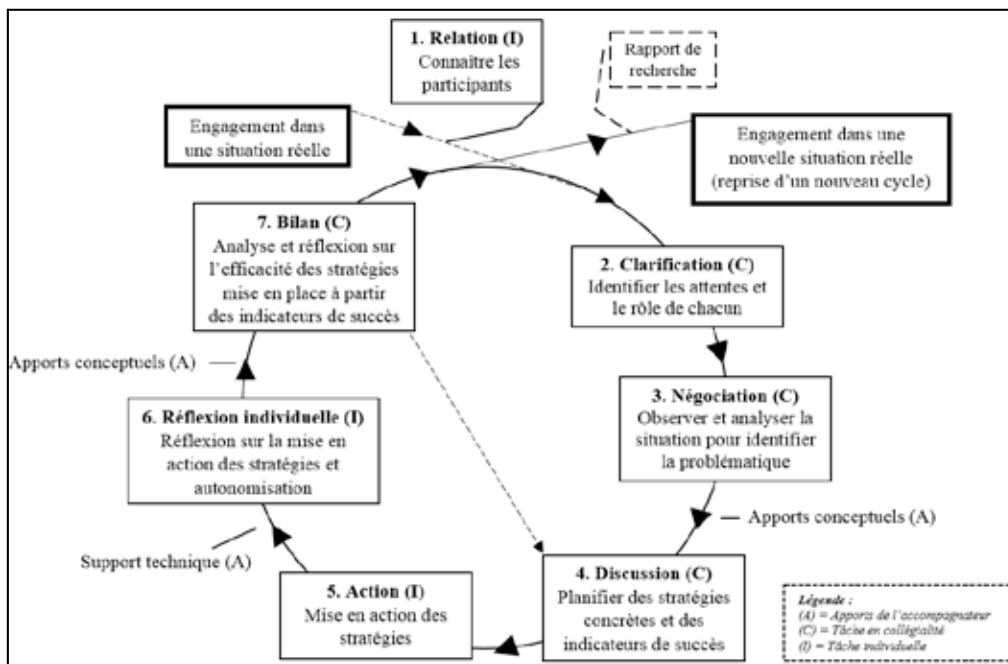 1. Relation (I)
Connaître les
participants
Rapport de
recherche
Engagement dans
une situation réelle
Engagement dans une
nouvelle situation réelle
(reprise d'un nouveau cycle)
7. Bilan (C)
Analyse et réflexion sur
l'efficacité des stratégies
mise en place à partir
des indicateurs de succès
2. Clarification (C)
Identifier les attentes et
le rôle de chacun
Apports conceptuels (A)
3. Négociation (C)
Observer et analyser la
situation pour identifier
la problématique
6. Réflexion individuelle (I)
Réflexion sur la mise en
action des stratégies et
autonomisation
Apports conceptuels (A)
Support technique (A)
4. Discussion (C)
Planifier des stratégies
concrètes et des
indicateurs de succès
5. Action (I)
Mise en action des
stratégies
Légende :
(A) = Apports de l'accompagnateur
(C) = Tâche en collégialité
(I) = Tâche individuelle